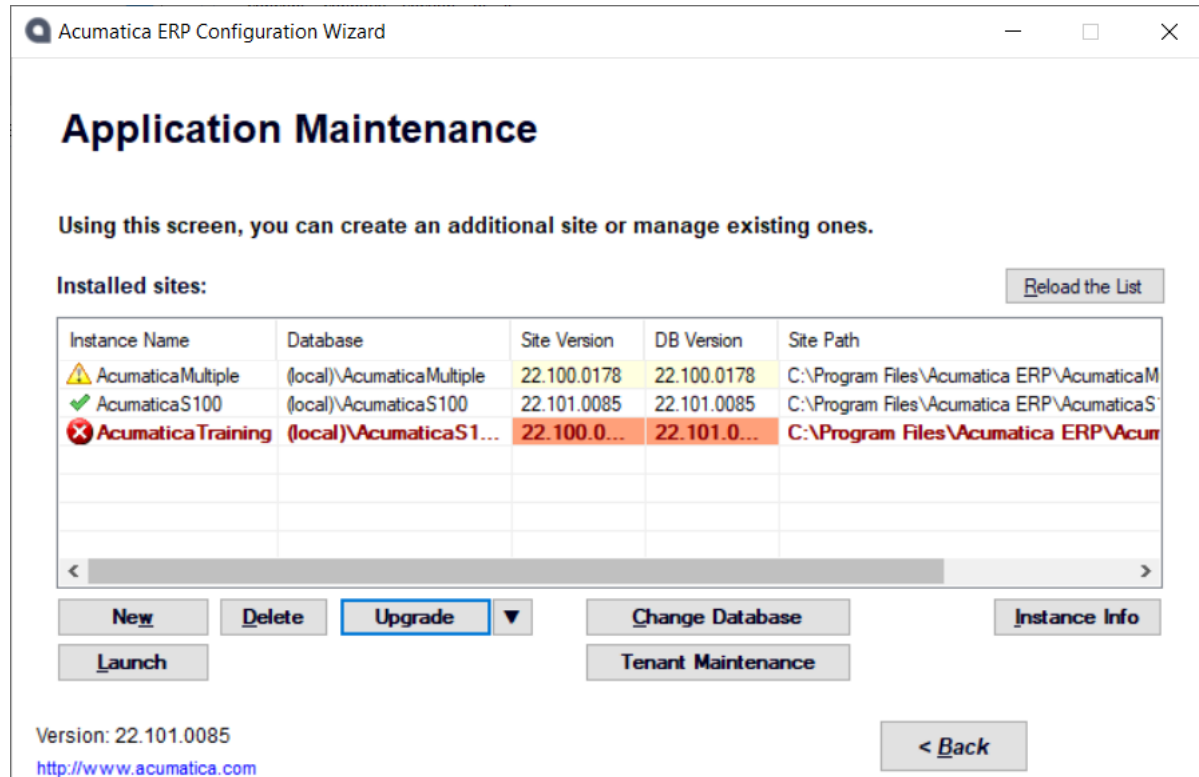 Acumatica ERP Configuration Wizard
Application Maintenance
Using this screen, you can create an additional site or manage existing ones.
Installed sites:
Reload the List
Instance Name Database Site Version DB Version Site Path
AcumaticaMultiple (local)\AcumaticaMultiple 22.100.0178 22.100.0178 C:\Program Files\Acumatica ERP\AcumaticaM
AcumaticaS100 (local)\AcumaticaS100 22.101.0085 22.101.0085 C:\Program Files\Acumatica ERP\AcumaticaS
AcumaticaTraining (local)\AcumaticaS1... 22.100.0... 22.101.0... C:\Program Files\Acumatica ERP\Acum
New Delete Upgrade Change Database Instance Info
Launch Tenant Maintenance
Version: 22.101.0085
< Back
http://www.acumatica.com